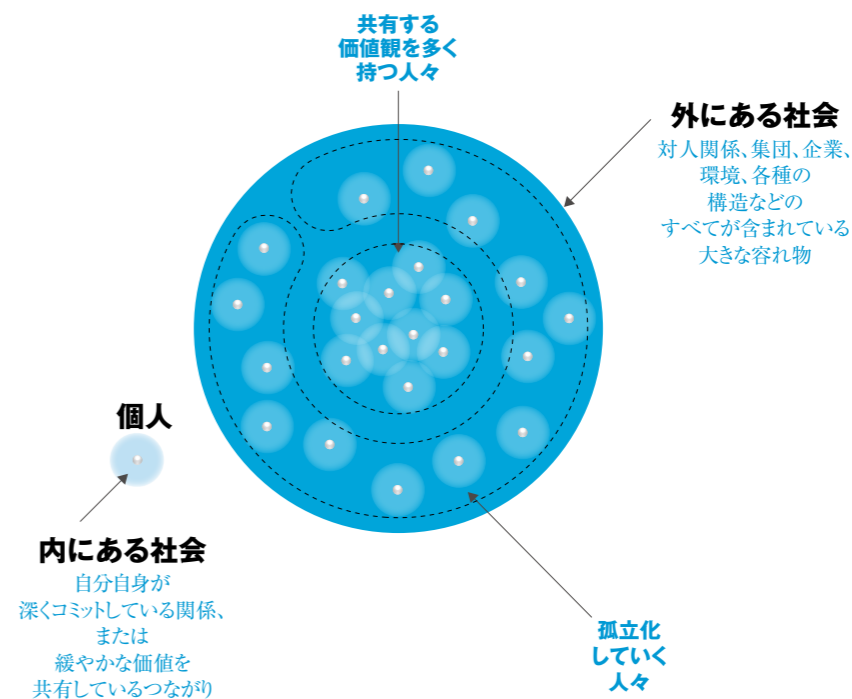 共有する
価値観を多く
持つ人々
外にある社会
対人関係、集団、企業、
環境、各種の
構造などの
すべてが含まれている
大きな容れ物
個人
内にある社会
自分自身が
深くコミットしている関係、
または
緩やかな価値を
共有しているつながり
孤立化
していく
人々